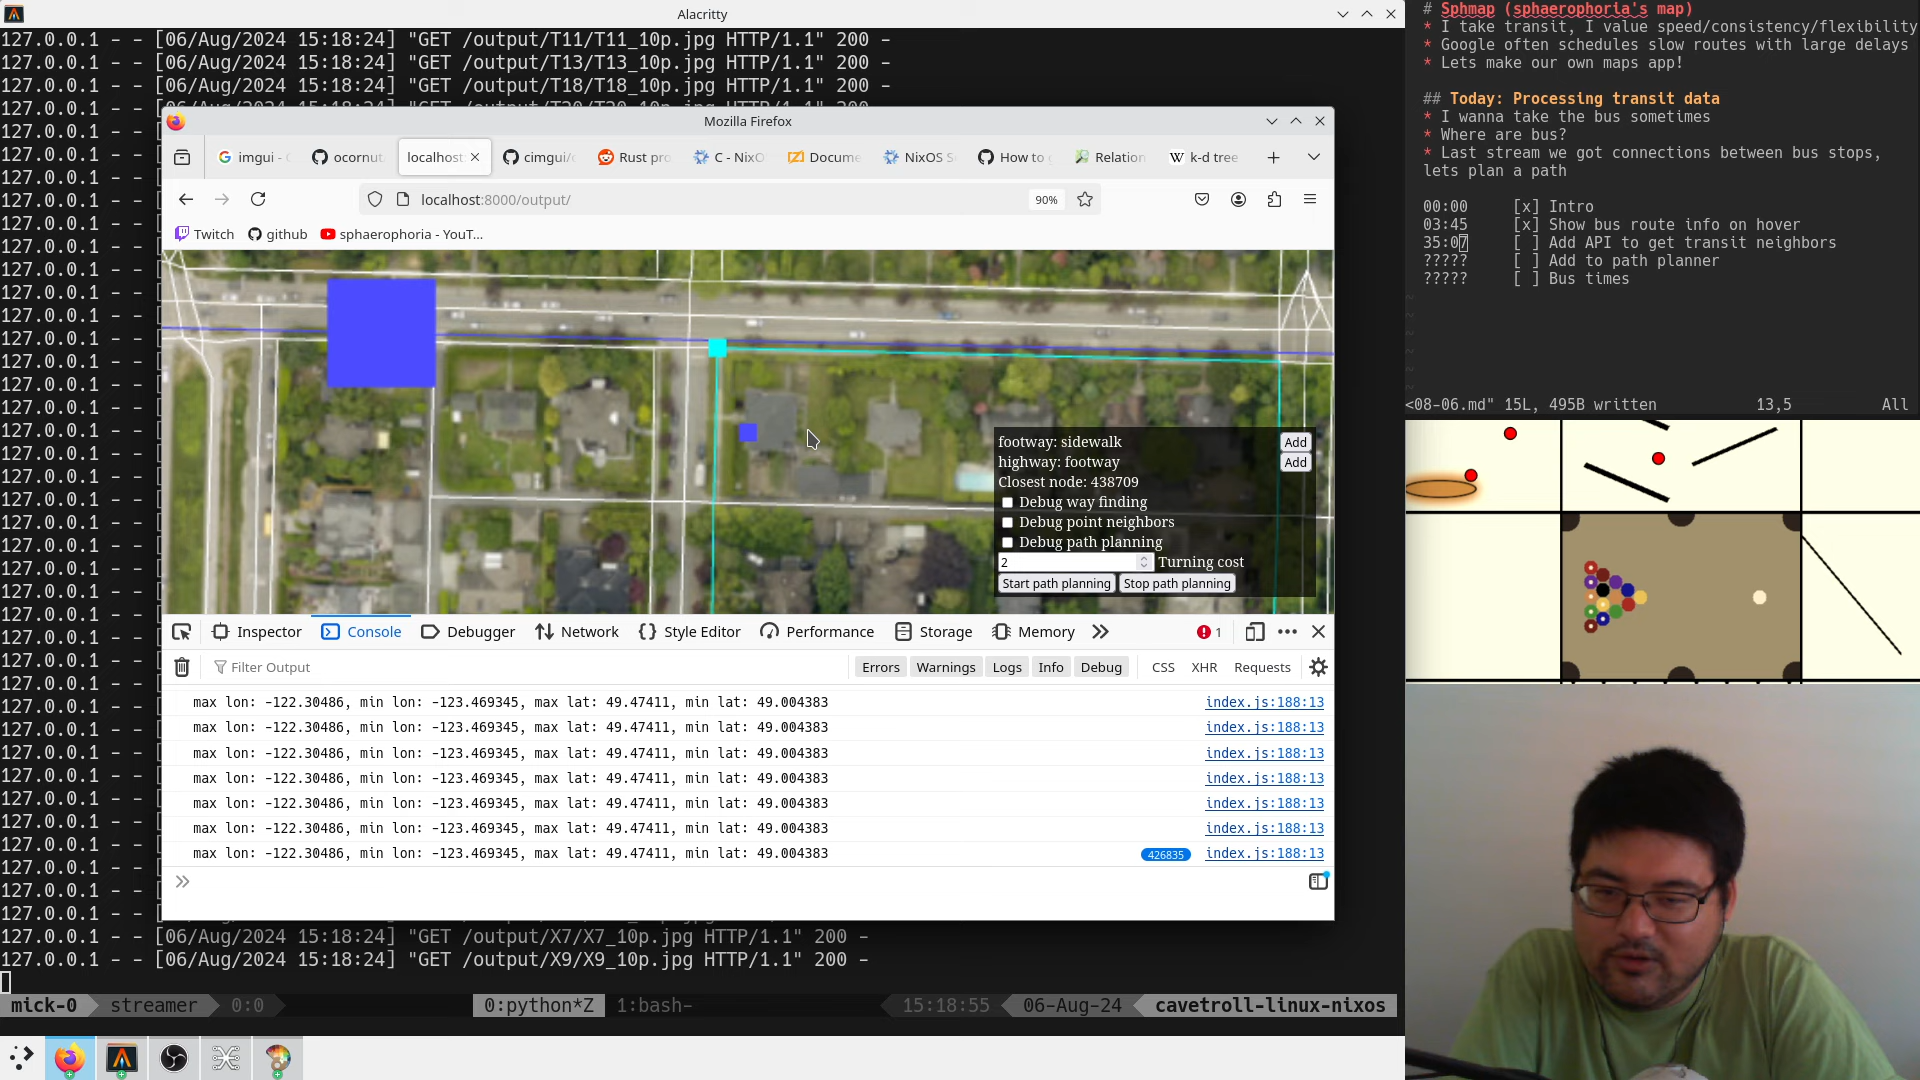 Alacritty
127.0.0.1 - - [06/Aug/2024 15:18:24] "GET /output/T11/T11_10p.jpg HTTP/1.1" 200 -
127.0.0.1 - - [06/Aug/2024 15:18:24] "GET /output/T13/T13_10p.jpg HTTP/1.1" 200 -
127.0.0.1 - - [06/Aug/2024 15:18:24] "GET /output/T18/T18_10p.jpg HTTP/1.1" 200 -
Mozilla Firefox
imgui - 
ocornut
localhost
cimgui/
Rust pro
C - NixO
Docume
NixOS S
How to
Relation
k-d tree
localhost:8000/output/
90%
Twitch
github
sphaerophoria - YouT...
footway: sidewalk
Add
highway: footway
Add
Closest node: 438709
Debug way finding
Debug point neighbors
Debug path planning
2
Turning cost
Start path planning
Stop path planning
Inspector
Console
Debugger
Network
Style Editor
Performance
Storage
Memory
1
Filter Output
Errors
Warnings
Logs
Info
Debug
CSS
XHR
Requests
max lon: -122.30486, min lon: -123.469345, max lat: 49.47411, min lat: 49.004383 index.js:188:13
max lon: -122.30486, min lon: -123.469345, max lat: 49.47411, min lat: 49.004383 index.js:188:13
max lon: -122.30486, min lon: -123.469345, max lat: 49.47411, min lat: 49.004383 index.js:188:13
max lon: -122.30486, min lon: -123.469345, max lat: 49.47411, min lat: 49.004383 index.js:188:13
max lon: -122.30486, min lon: -123.469345, max lat: 49.47411, min lat: 49.004383 index.js:188:13
max lon: -122.30486, min lon: -123.469345, max lat: 49.47411, min lat: 49.004383 index.js:188:13
max lon: -122.30486, min lon: -123.469345, max lat: 49.47411, min lat: 49.004383 426835 index.js:188:13
127.0.0.1 - - [06/Aug/2024 15:18:24] "GET /output/X7/X7_10p.jpg HTTP/1.1" 200 -
127.0.0.1 - - [06/Aug/2024 15:18:24] "GET /output/X9/X9_10p.jpg HTTP/1.1" 200 -
mick-0
streamer
0:0
0:python*Z
1:bash-
15:18:55
06-Aug-24
cavetroll-linux-nixos
# Sphmap (sphaerophoria's map)
* I take transit, I value speed/consistency/flexibility
* Google often schedules slow routes with large delays
* Lets make our own maps app!
## Today: Processing transit data
* I wanna take the bus sometimes
* Where are bus?
* Last stream we got connections between bus stops,
lets plan a path
00:00 [x] Intro
03:45 [x] Show bus route info on hover
35:07 [ ] Add API to get transit neighbors
????? [ ] Add to path planner
????? [ ] Bus times
<08-06.md" 15L, 495B written 13,5 All